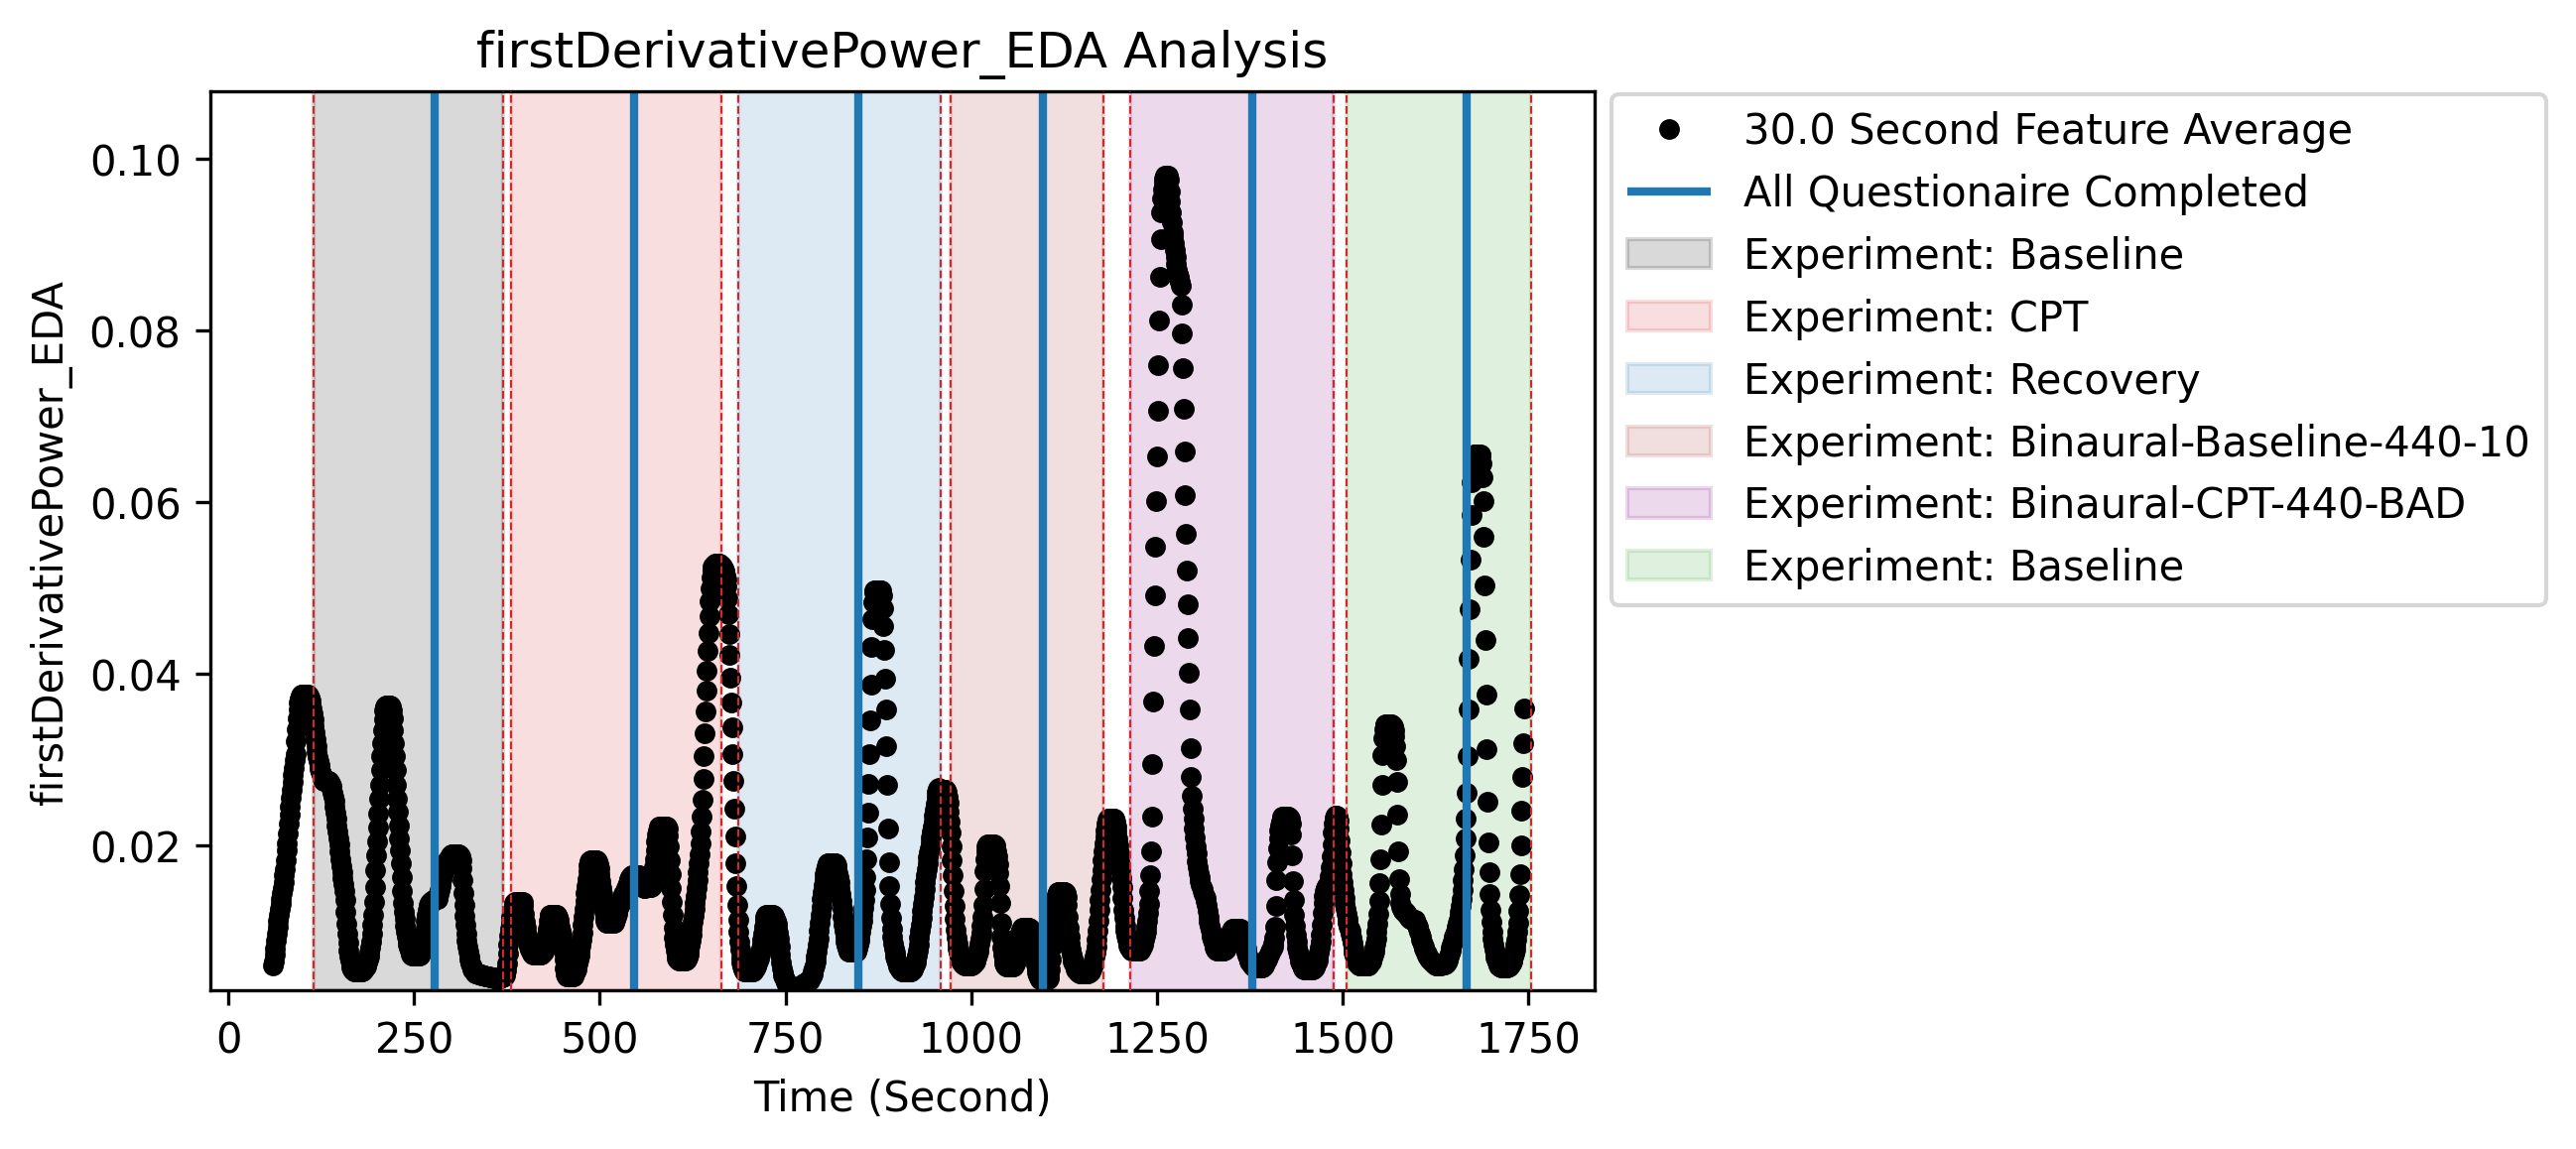 firstDerivativePower_EDA Analysis
firstDerivativePower_EDA
0.10
0.08
0.06
0.04
0.02
0
250
500
750
1000
1250
1500
1750
Time (Second)
30.0 Second Feature Average
All Questionaire Completed
Experiment: Baseline
Experiment: CPT
Experiment: Recovery
Experiment: Binaural-Baseline-440-10
Experiment: Binaural-CPT-440-BAD
Experiment: Baseline